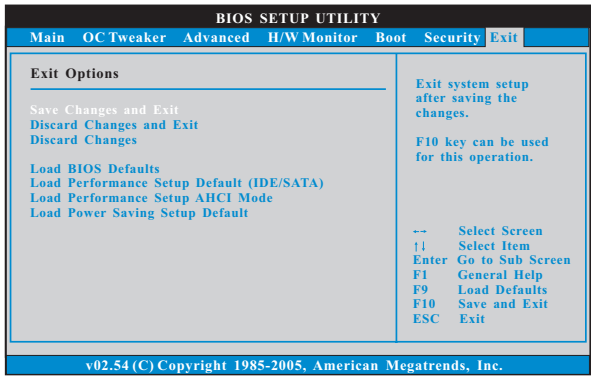 BIOS SETUP UTILITY
Main OC Tweaker Advanced H/W Monitor Boot Security Exit
Exit Options
Save Changes and Exit
Discard Changes and Exit
Discard Changes
Load BIOS Defaults
Load Performance Setup Default (IDE/SATA)
Load Performance Setup AHCI Mode
Load Power Saving Setup Default
Exit system setup
after saving the
changes.
F10 key can be used
for this operation.
←→ Select Screen
↑↓ Select Item
Enter Go to Sub Screen
F1 General Help
F9 Load Defaults
F10 Save and Exit
ESC Exit
v02.54 (C) Copyright 1985-2005, American Megatrends, Inc.